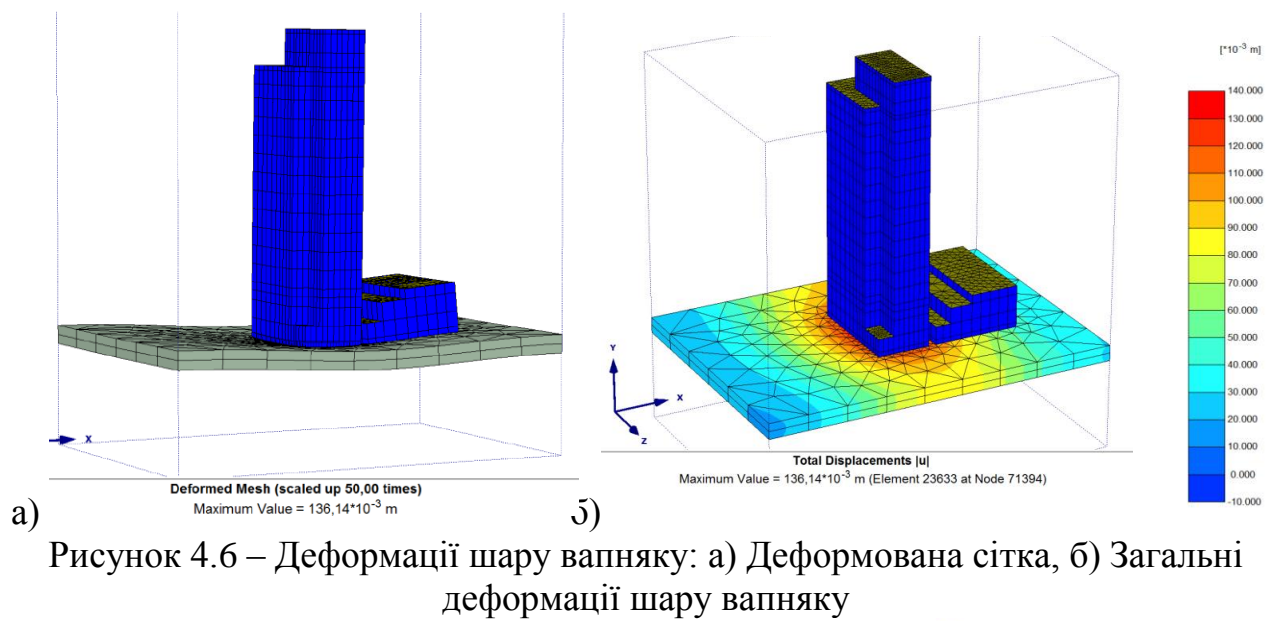 [*10-3 m]
140.000
130.000
120.000
110.000
100.000
90.000
80.000
70.000
60.000
50.000
40.000
30.000
20.000
10.000
0.000
-10.000
X
Y
X
Z
Deformed Mesh (scaled up 50,00 times)
Maximum Value = 136,14*10-3 m
Total Displacements |u|
Maximum Value = 136,14*10-3 m (Element 23633 at Node 71394)
а)
б)
Рисунок 4.6 – Деформації шару вапняку: а) Деформована сітка, б) Загальні
деформації шару вапняку